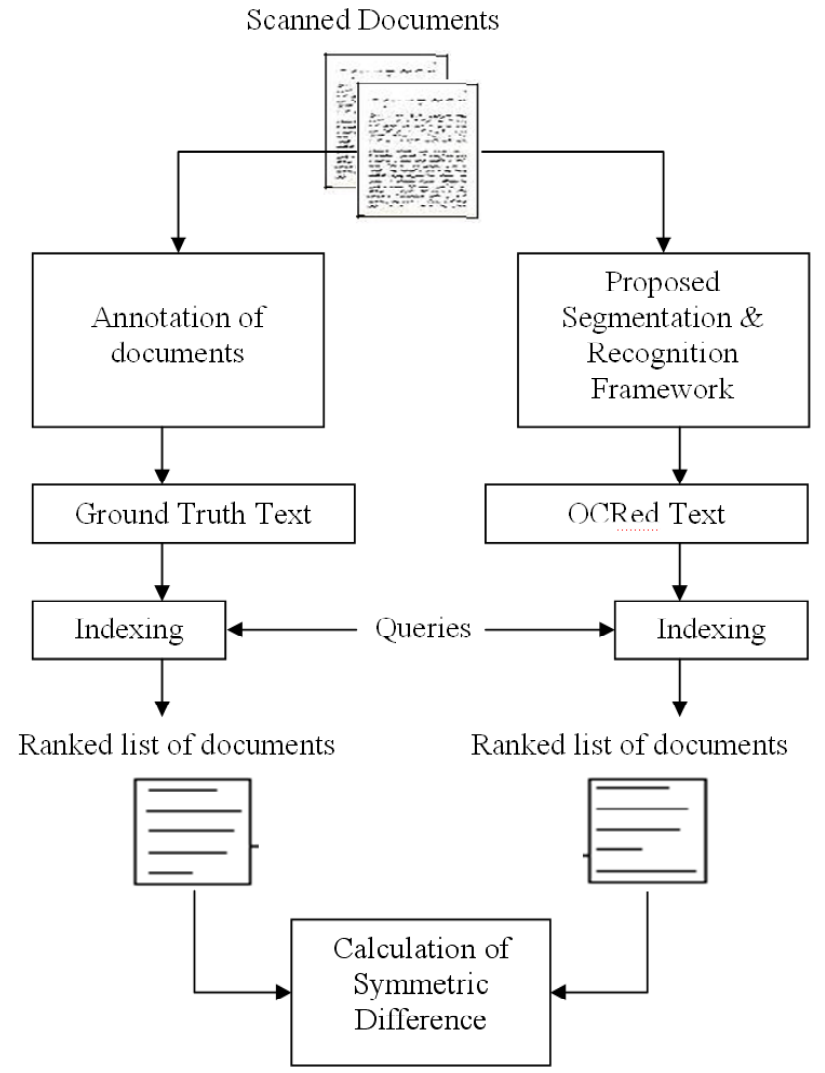 Scanned Documents
Annotation of
documents
Proposed
Segmentation &
Recognition
Framework
Ground Truth Text
OCRed Text
Indexing
Queries
Indexing
Ranked list of documents
Ranked list of documents
Calculation of
Symmetric
Difference